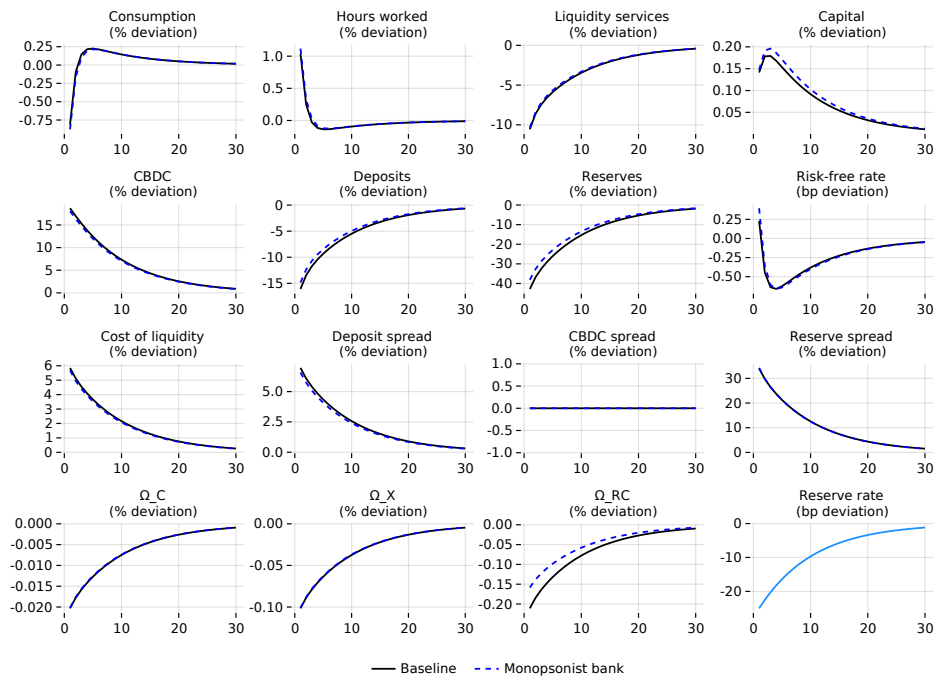 Consumption
(% deviation)
Hours worked
(% deviation)
Liquidity services
(% deviation)
Capital
(% deviation)
0.25
0.00
-0.25
-0.50
-0.75
0 10 20 30
1.0
0.5
0.0
0 10 20 30
0
-5
-10
0 10 20 30
0.20
0.15
0.10
0.05
0 10 20 30
CBDC
(% deviation)
Deposits
(% deviation)
Reserves
(% deviation)
Risk-free rate
(bp deviation)
15
10
5
0
0 10 20 30
0
-5
-10
-15
0 10 20 30
0
-10
-20
-30
-40
0 10 20 30
0.25
0.00
-0.25
-0.50
0 10 20 30
Cost of liquidity
(% deviation)
Deposit spread
(% deviation)
CBDC spread
(% deviation)
Reserve spread
(% deviation)
6
5
4
3
2
1
0
0 10 20 30
5.0
2.5
0.0
0 10 20 30
1.0
0.5
0.0
-0.5
-1.0
0 10 20 30
30
20
10
0
0 10 20 30
Ω_C
(% deviation)
Ω_X
(% deviation)
Ω_RC
(% deviation)
Reserve rate
(bp deviation)
0.000
-0.005
-0.010
-0.015
-0.020
0 10 20 30
0.00
-0.05
-0.10
0 10 20 30
0.00
-0.05
-0.10
-0.15
-0.20
0 10 20 30
0
-10
-20
0 10 20 30
Baseline
Monopsonist bank